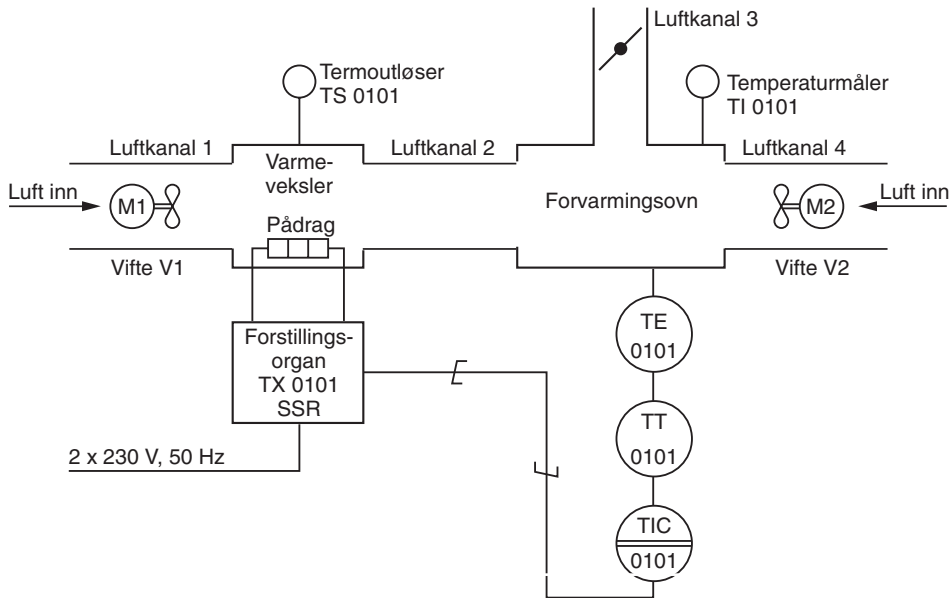 Luftkanal 3
Termoutløser
TS 0101
Temperaturmåler
TI 0101
Luftkanal 1
Varme-
veksler
Luftkanal 2
Luftkanal 4
Luft inn
M1
Pådrag
Forvarmingsovn
M2
Luft inn
Vifte V1
Vifte V2
Forstillings-
organ
TX 0101
SSR
TE
0101
TT
0101
2 x 230 V, 50 Hz
TIC
0101